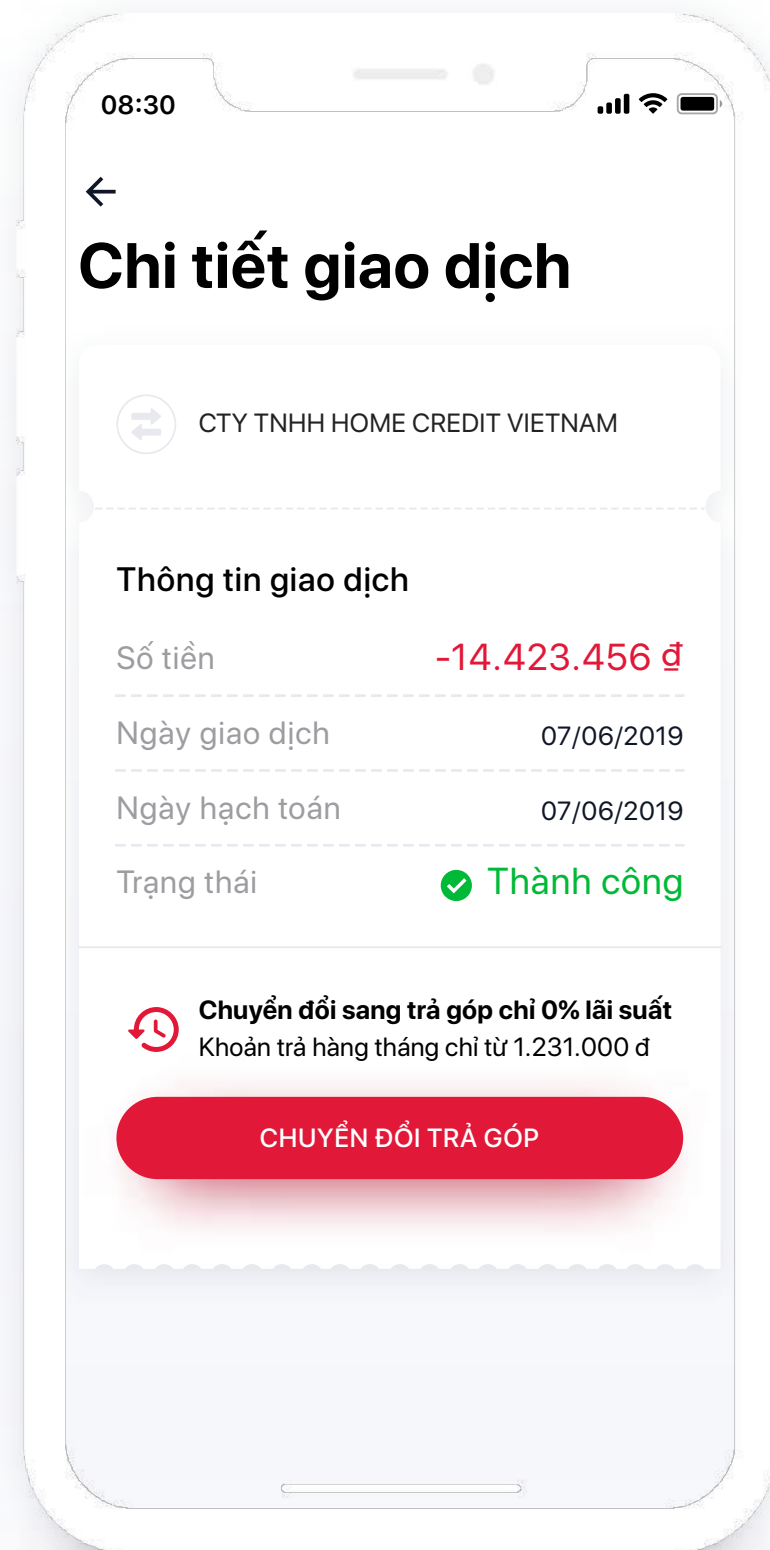 08:30
Chi tiết giao dịch
CTY TNHH HOME CREDIT VIETNAM
Thông tin giao dịch
Số tiền -14.423.456 ₫
Ngày giao dịch 07/06/2019
Ngày hạch toán 07/06/2019
Trạng thái Thành công
Chuyển đổi sang trả góp chỉ 0% lãi suất
Khoản trả hàng tháng chỉ từ 1.231.000 đ
CHUYỂN ĐỔI TRẢ GÓP